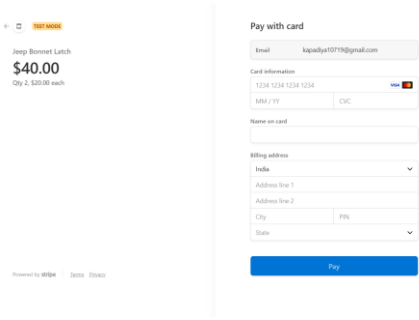 TEST MODE
Jeep Bonnet Latch
$40.00
Qty 2, $20.00 each
Powered by stripe
Terms Privacy
Pay with card
Email kapadiya10719@gmail.com
Card information
1234 1234 1234 1234 VISA
MM / YY CVC
Name on card
Billing address
India
Address line 1
Address line 2
City PIN
State
Pay